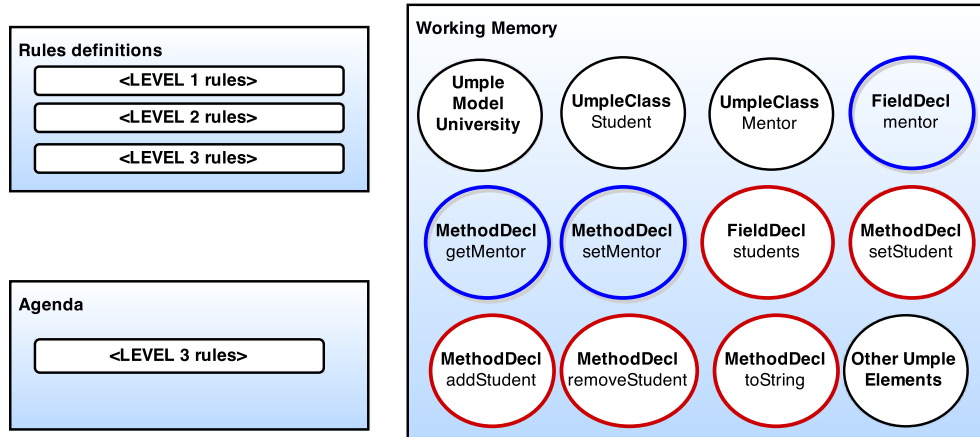 Rules definitions
<LEVEL 1 rules>
<LEVEL 2 rules>
<LEVEL 3 rules>
Agenda
<LEVEL 3 rules>
Working Memory
Umple
Model
University
UmpleClass
Student
UmpleClass
Mentor
FieldDecl
mentor
MethodDecl
getMentor
MethodDecl
setMentor
FieldDecl
students
MethodDecl
setStudent
MethodDecl
addStudent
MethodDecl
removeStudent
MethodDecl
toString
Other Umple
Elements